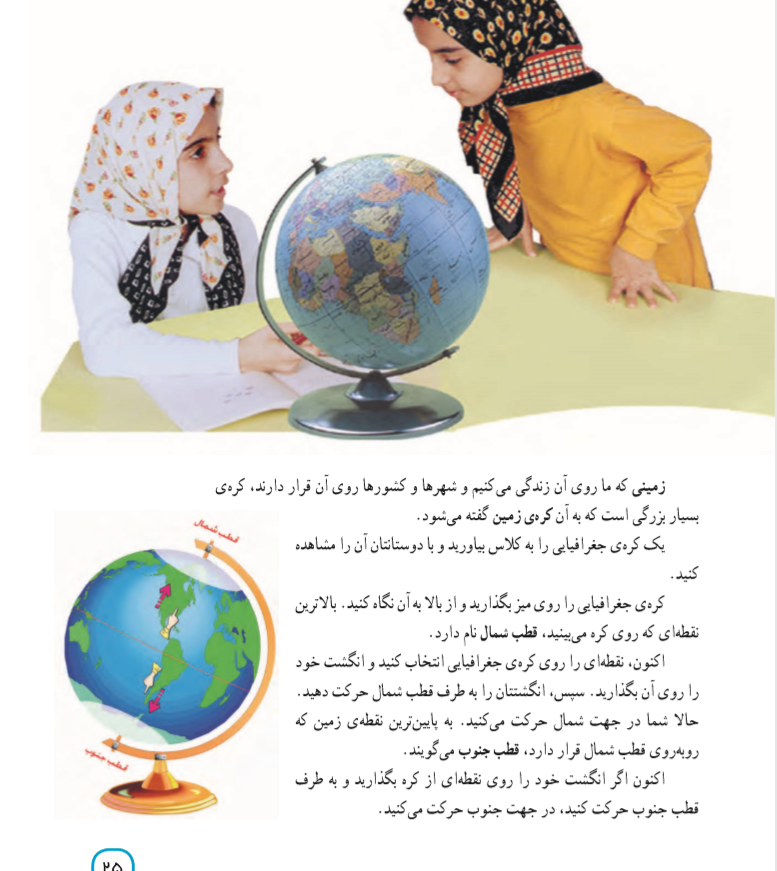 زمینی که ما روی آن زندگی می‌کنیم و شهرها و کشورها روی آن قرار دارند، کره‌ی
بسیار بزرگی است که به آن کره‌ی زمین گفته می‌شود.
یک کره‌ی جغرافیایی را به کلاس بیاورید و با دوستانتان آن را مشاهده
کنید.
کره‌ی جغرافیایی را روی میز بگذارید و از بالا به آن نگاه کنید. بالاترین
نقطه‌ای که روی کره می‌بینید، قطب شمال نام دارد.
اکنون، نقطه‌ای را روی کره‌ی جغرافیایی انتخاب کنید و انگشت خود
را روی آن بگذارید. سپس، انگشتتان را به طرف قطب شمال حرکت دهید.
حالا شما در جهت شمال حرکت می‌کنید. به پایین‌ترین نقطه‌ی زمین که
روبه‌روی قطب شمال قرار دارد، قطب جنوب می‌گویند.
اکنون اگر انگشت خود را روی نقطه‌ای از کره بگذارید و به طرف
قطب جنوب حرکت کنید، در جهت جنوب حرکت می‌کنید.
قطب شمال
قطب جنوب
۲۵